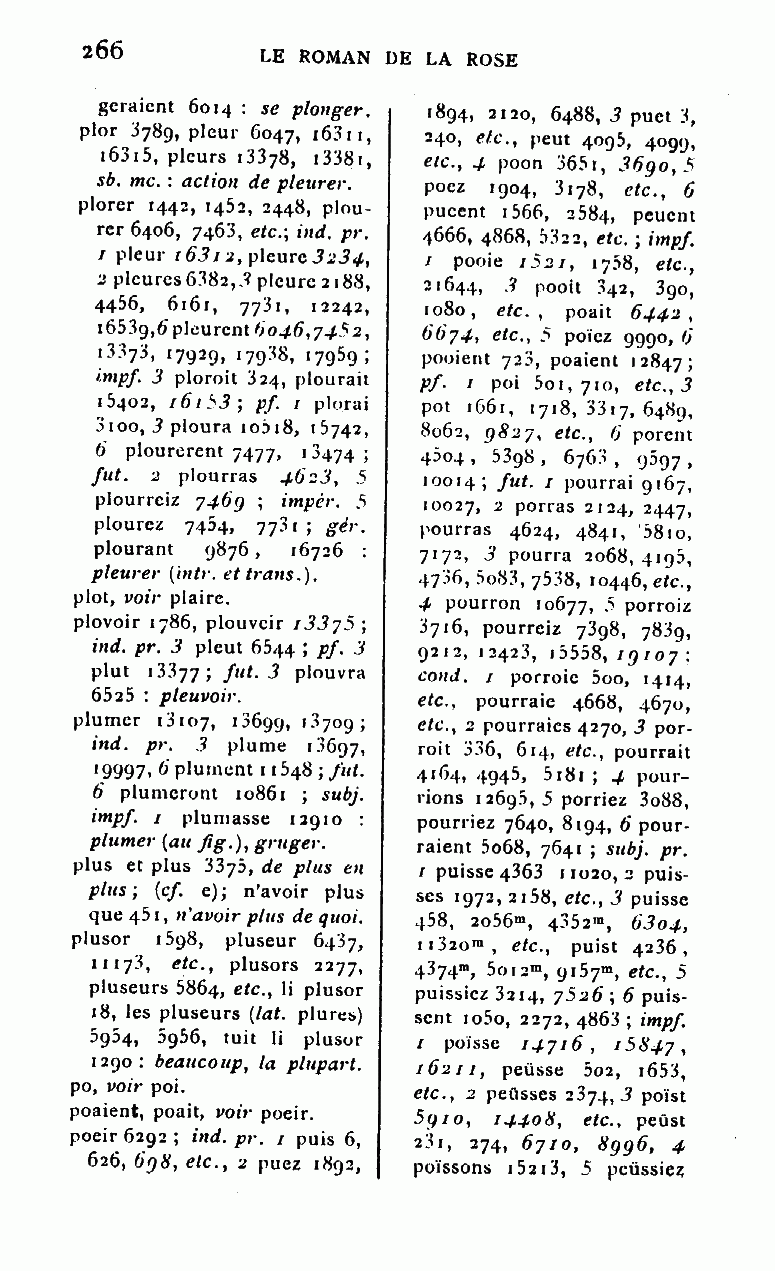 266
LE ROMAN DE LA ROSE
geraient 6014 : se plonger.
plor 3789, pleur 6047, 16311,
16315, pleurs 13378, 13381,
sb. mc. : action de pleurer.
plorer 1442, 1452, 2448, plou-
rer 6406, 7463, etc.; ind. pr.
1 pleur 16312, pleure 3234,
2 pleures 6382, 3 pleure 2188,
4456, 6161, 7731, 12242,
16539, 6 pleurent 6046, 7452,
13373, 17929, 17938, 17959 ;
impf. 3 ploroit 324, plourait
15402, 16153 ; pf. 1 plorai
3100, 3 ploura 10518, 15742,
6 plourerent 7477, 13474 ;
fut. 2 plourras 4623, 5
plourreiz 7469 ; impér. 5
plourez 7454, 7731 ; gér.
plourant 9876, 16726 :
pleurer (intr. et trans.).
plot, voir plaire.
plovoir 1786, plouveir 13375 ;
ind. pr. 3 pleut 6544 ; pf. 3
plut 13377 ; fut. 3 plouvra
6525 : pleuvoir.
plumer 13107, 13699, 13709 ;
ind. pr. 3 plume 13697,
19997, 6 plument 11548 ; fut.
6 plumeront 10861 ; subj.
impf. 1 plumasse 12910 :
plumer (au fig.), gruger.
plus et plus 3375, de plus en
plus ; (cf. e); n'avoir plus
que 451, n'avoir plus de quoi.
plusor 1598, pluseur 6437,
11173, etc., plusors 2277,
pluseurs 5864, etc., li plusor
18, les pluseurs (lat. plures)
5954, 5956, tuit li plusor
1290 : beaucoup, la plupart.
po, voir poi.
poaient, poait, voir poeir.
poeir 6292 ; ind. pr. 1 puis 6,
626, 698, etc., 2 puez 1892,
1894, 2120, 6488, 3 puet 3,
240, etc., peut 4095, 4099,
etc., 4 poon 3651, 3690, 5
poez 1904, 3178, etc., 6
pueent 1566, 2584, peuent
4666, 4868, 5322, etc. ; impf.
1 pooie 1521, 1758, etc.,
21644, 3 pooit 342, 390,
1080, etc. , poait 6442 ,
6674, etc., 5 poïez 9990, 6
pooient 723, poaient 12847 ;
pf. 1 poi 501, 710, etc., 3
pot 1661, 1718, 3317, 6489,
8062, 9827, etc., 6 porent
4504, 5398, 6763, 9597,
10014 ; fut. 1 pourrai 9167,
10027, 2 porras 2124, 2447,
pourras 4624, 4841, 5810,
7172, 3 pourra 2068, 4195,
4736, 5083, 7538, 10446, etc.,
4 pourron 10677, 5 porroiz
3716, pourreiz 7398, 7839,
9212, 12423, 15558, 19107 ;
cond. 1 porroie 500, 1414,
etc., pourraie 4668, 4670,
etc., 2 pourraies 4270, 3 por-
roit 336, 614, etc., pourrait
4164, 4945, 5181 ; 4 pour-
rions 12695, 5 porriez 3088,
pourriez 7640, 8194, 6 pour-
raient 5068, 7641 ; subj. pr.
1 puisse 4363 11020, 2 puis-
ses 1972, 2158, etc., 3 puisse
458, 2056m, 4352m, 6304,
11320m , etc., puist 4236,
4374m, 5012m, 9157m, etc., 5
puissiez 3214, 7526 ; 6 puis-
sent 1050, 2272, 4863 ; impf.
1 poïsse 14716, 15847,
16211, peüsse 502, 1653,
etc., 2 peüsses 2374, 3 poïst
5910, 14408, etc., peüst
231, 274, 6710, 8996, 4
poïssons 15213, 5 peüssiez